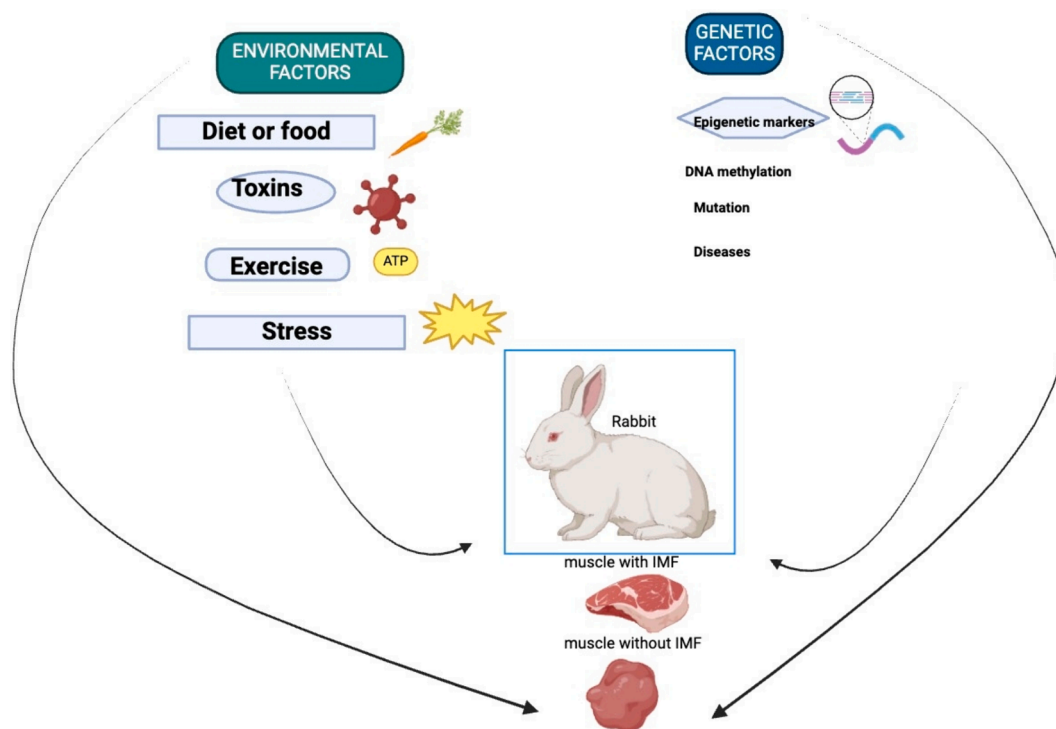 ENVIRONMENTAL
FACTORS
Diet or food
Toxins
Exercise
ATP
Stress
GENETIC
FACTORS
Epigenetic markers
DNA methylation
Mutation
Diseases
Rabbit
muscle with IMF
muscle without IMF